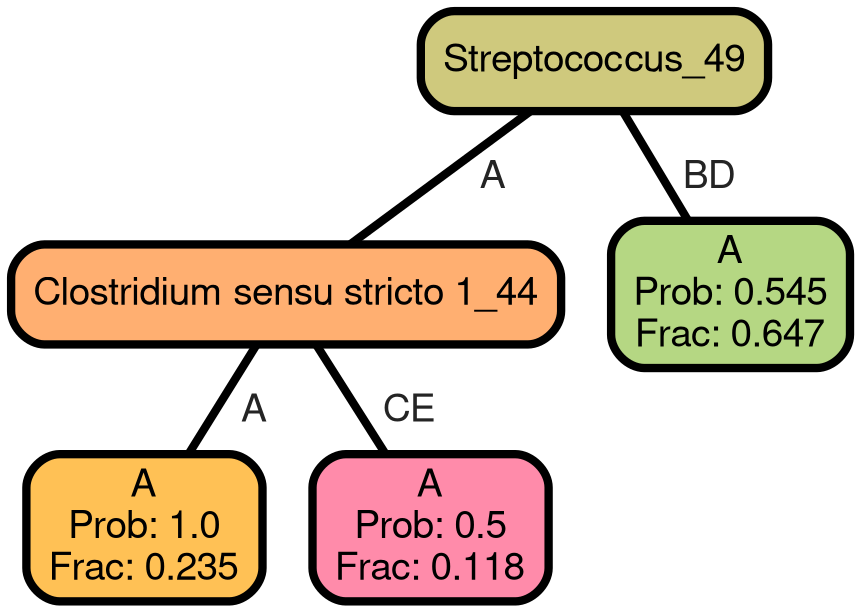 Streptococcus_49
A
BD
Clostridium sensu stricto 1_44
A
Prob: 0.545
Frac: 0.647
A
CE
A
Prob: 1.0
Frac: 0.235
A
Prob: 0.5
Frac: 0.118